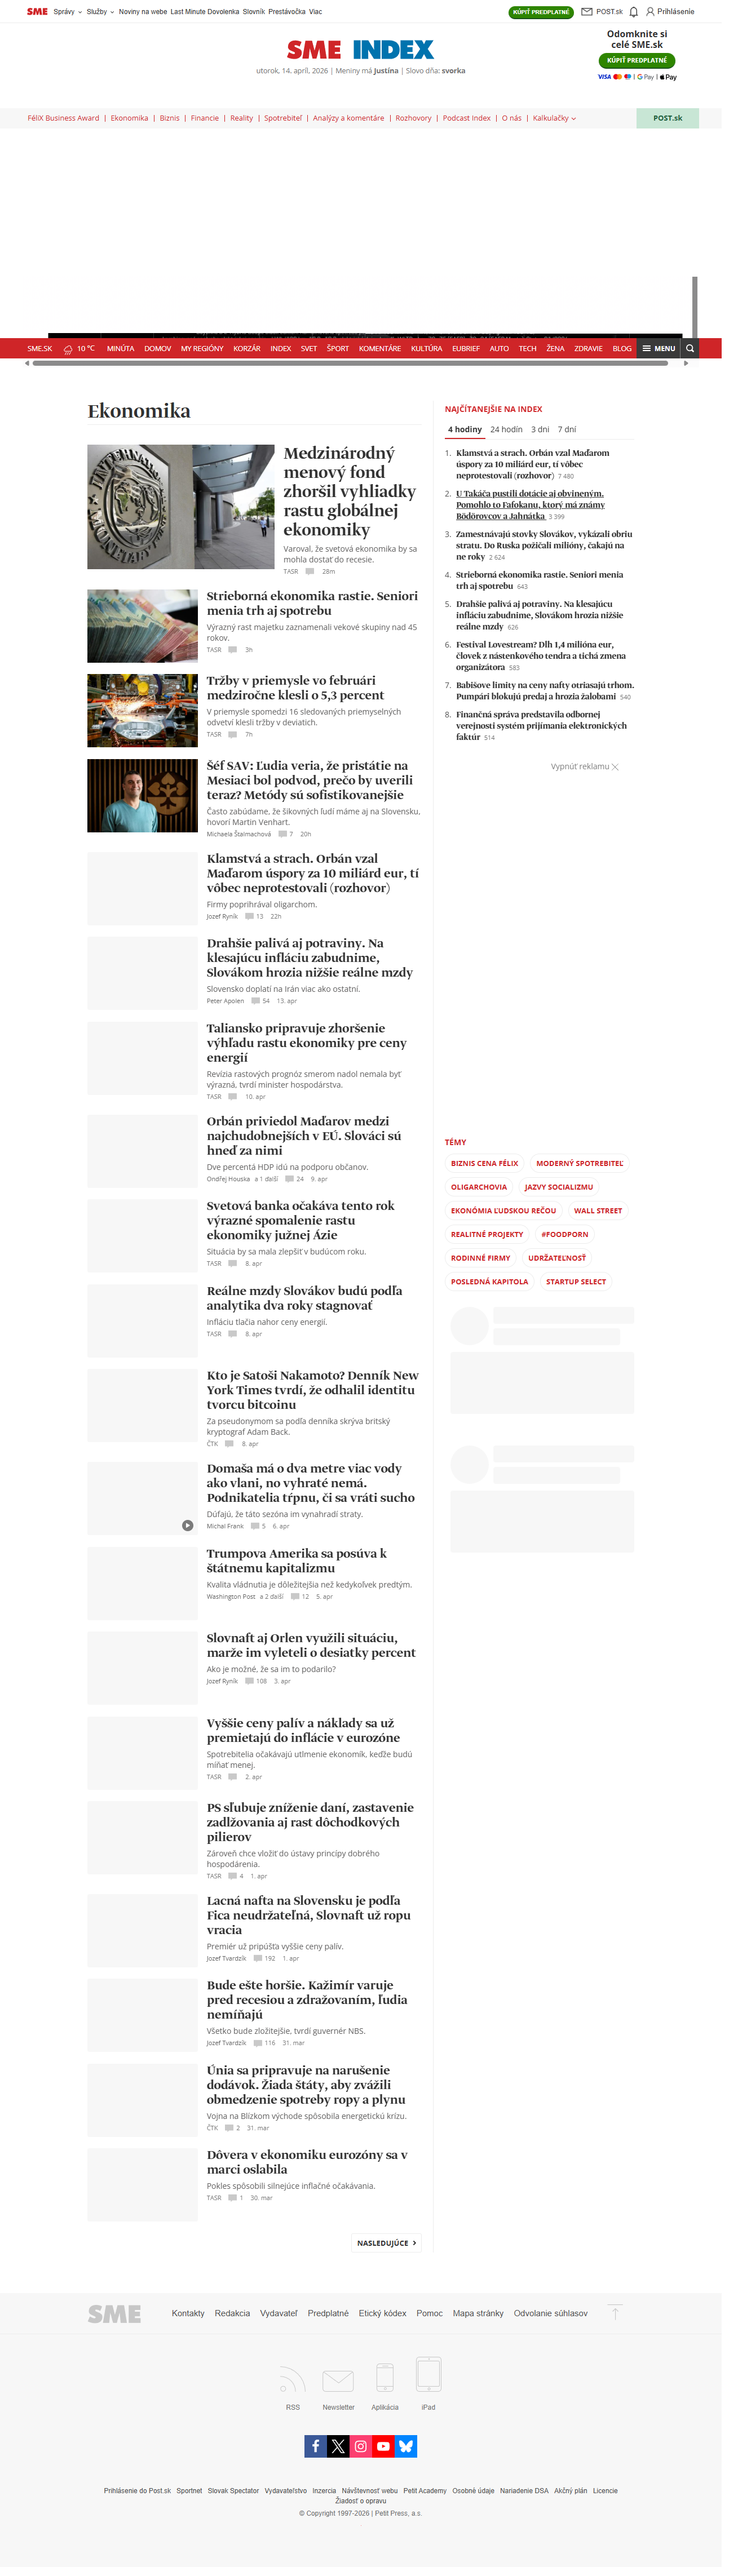 SME Správy Služby Noviny na webe Last Minute Dovolenka Slovník Prestávočka Viac KÚPIŤ PREDPLATNÉ POST.sk Prihlásenie
SME INDEX
utorok, 14. apríl, 2026 | Meniny má Justína | Slovo dňa: svorka
Odomknite si
celé SME.sk
KÚPIŤ PREDPLATNÉ
VISA | G Pay | Pay
FéliX Business Award | Ekonomika | Biznis | Financie | Reality | Spotrebiteľ | Analýzy a komentáre | Rozhovory | Podcast Index | O nás | Kalkulačky
POST.sk
SME.SK 10 °C MINÚTA DOMOV MY REGIÓNY KORZÁR INDEX SVET ŠPORT KOMENTÁRE KULTÚRA EUBRIEF AUTO TECH ŽENA ZDRAVIE BLOG MENU
Ekonomika
Medzinárodný
menový fond
zhoršil vyhliadky
rastu globálnej
ekonomiky
Varoval, že svetová ekonomika by sa
mohla dostať do recesie.
TASR 28m
Strieborná ekonomika rastie. Seniori
menia trh aj spotrebu
Výrazný rast majetku zaznamenali vekové skupiny nad 45
rokov.
TASR 3h
Tržby v priemysle vo februári
medziročne klesli o 5,3 percent
V priemysle spomedzi 16 sledovaných priemyselných
odvetví klesli tržby v deviatich.
TASR 7h
Šéf SAV: Ľudia veria, že pristátie na
Mesiaci bol podvod, prečo by uverili
teraz? Metódy sú sofistikovanejšie
Často zabúdame, že šikovných ľudí máme aj na Slovensku,
hovorí Martin Venhart.
Michaela Štalmachová 7 20h
Klamstvá a strach. Orbán vzal
Maďarom úspory za 10 miliárd eur, tí
vôbec neprotestovali (rozhovor)
Firmy poprihrával oligarchom.
Jozef Ryník 13 22h
Drahšie palivá aj potraviny. Na
klesajúcu infláciu zabudnime,
Slovákom hrozia nižšie reálne mzdy
Slovensko doplatí na Irán viac ako ostatní.
Peter Apolen 54 13. apr
Taliansko pripravuje zhoršenie
výhľadu rastu ekonomiky pre ceny
energií
Revízia rastových prognóz smerom nadol nemala byť
výrazná, tvrdí minister hospodárstva.
TASR 10. apr
Orbán priviedol Maďarov medzi
najchudobnejších v EÚ. Slováci sú
hneď za nimi
Dve percentá HDP idú na podporu občanov.
Ondřej Houska a 1 ďalší 24 9. apr
Svetová banka očakáva tento rok
výrazné spomalenie rastu
ekonomiky južnej Ázie
Situácia by sa mala zlepšiť v budúcom roku.
TASR 8. apr
Reálne mzdy Slovákov budú podľa
analytika dva roky stagnovať
Infláciu tlačia nahor ceny energií.
TASR 8. apr
Kto je Satoši Nakamoto? Denník New
York Times tvrdí, že odhalil identitu
tvorcu bitcoinu
Za pseudonymom sa podľa denníka skrýva britský
kryptograf Adam Back.
ČTK 8. apr
Domaša má o dva metre viac vody
ako vlani, no vyhraté nemá.
Podnikatelia tŕpnu, či sa vráti sucho
Dúfajú, že táto sezóna im vynahradí straty.
Michal Frank 5 6. apr
Trumpova Amerika sa posúva k
štátnemu kapitalizmu
Kvalita vládnutia je dôležitejšia než kedykoľvek predtým.
Washington Post a 2 ďalší 12 5. apr
Slovnaft aj Orlen využili situáciu,
marže im vyleteli o desiatky percent
Ako je možné, že sa im to podarilo?
Jozef Ryník 108 3. apr
Vyššie ceny palív a náklady sa už
premietajú do inflácie v eurozóne
Spotrebitelia očakávajú utlmenie ekonomík, keďže budú
míňať menej.
TASR 2. apr
PS sľubuje zníženie daní, zastavenie
zadlžovania aj rast dôchodkových
pilierov
Zároveň chce vložiť do ústavy princípy dobrého
hospodárenia.
TASR 4 1. apr
Lacná nafta na Slovensku je podľa
Fica neudržateľná, Slovnaft už ropu
vracia
Premiér už pripúšťa vyššie ceny palív.
Jozef Tvardzík 192 1. apr
Bude ešte horšie. Kažimír varuje
pred recesiou a zdražovaním, ľudia
nemíňajú
Všetko bude zložitejšie, tvrdí guvernér NBS.
Jozef Tvardzík 116 31. mar
Únia sa pripravuje na narušenie
dodávok. Žiada štáty, aby zvážili
obmedzenie spotreby ropy a plynu
Vojna na Blízkom východe spôsobila energetickú krízu.
ČTK 2 31. mar
Dôvera v ekonomiku eurozóny sa v
marci oslabila
Pokles spôsobili silnejúce inflačné očakávania.
TASR 1 30. mar
NASLEDUJÚCE
NAJČÍTANEJŠIE NA INDEX
4 hodiny 24 hodín 3 dni 7 dní
1. Klamstvá a strach. Orbán vzal Maďarom
úspory za 10 miliárd eur, tí vôbec
neprotestovali (rozhovor) 7 480
2. U Takáča pustili dotácie aj obvineným.
Pomohlo to Fafokanu, ktorý má známy
Bödörovcov a Jahnátka 3 399
3. Zamestnávajú stovky Slovákov, vykázali obriu
stratu. Do Ruska požičali milióny, čakajú na
ne roky 2 624
4. Strieborná ekonomika rastie. Seniori menia
trh aj spotrebu 643
5. Drahšie palivá aj potraviny. Na klesajúcu
infláciu zabudnime, Slovákom hrozia nižšie
reálne mzdy 626
6. Festival Lovestream? Dlh 1,4 milióna eur,
človek z nástenkového tendra a tichá zmena
organizátora 583
7. Babišove limity na ceny nafty otriasajú trhom.
Pumpári blokujú predaj a hrozia žalobami 540
8. Finančná správa predstavila odbornej
verejnosti systém prijímania elektronických
faktúr 514
Vypnúť reklamu
TÉMY
BIZNIS CENA FÉLIX MODERNÝ SPOTREBITEĽ
OLIGARCHOVIA JAZVY SOCIALIZMU
EKONÓMIA ĽUDSKOU REČOU WALL STREET
REALITNÉ PROJEKTY #FOODPORN
RODINNÉ FIRMY UDRŽATEĽNOSŤ
POSLEDNÁ KAPITOLA STARTUP SELECT
SME Kontakty Redakcia Vydavateľ Predplatné Etický kódex Pomoc Mapa stránky Odvolanie súhlasov
RSS Newsletter Aplikácia iPad
Prihlásenie do Post.sk Sportnet Slovak Spectator Vydavateľstvo Inzercia Návštevnosť webu Petit Academy Osobné údaje Nariadenie DSA Akčný plán Licencie
Žiadosť o opravu
© Copyright 1997-2026 | Petit Press, a.s.